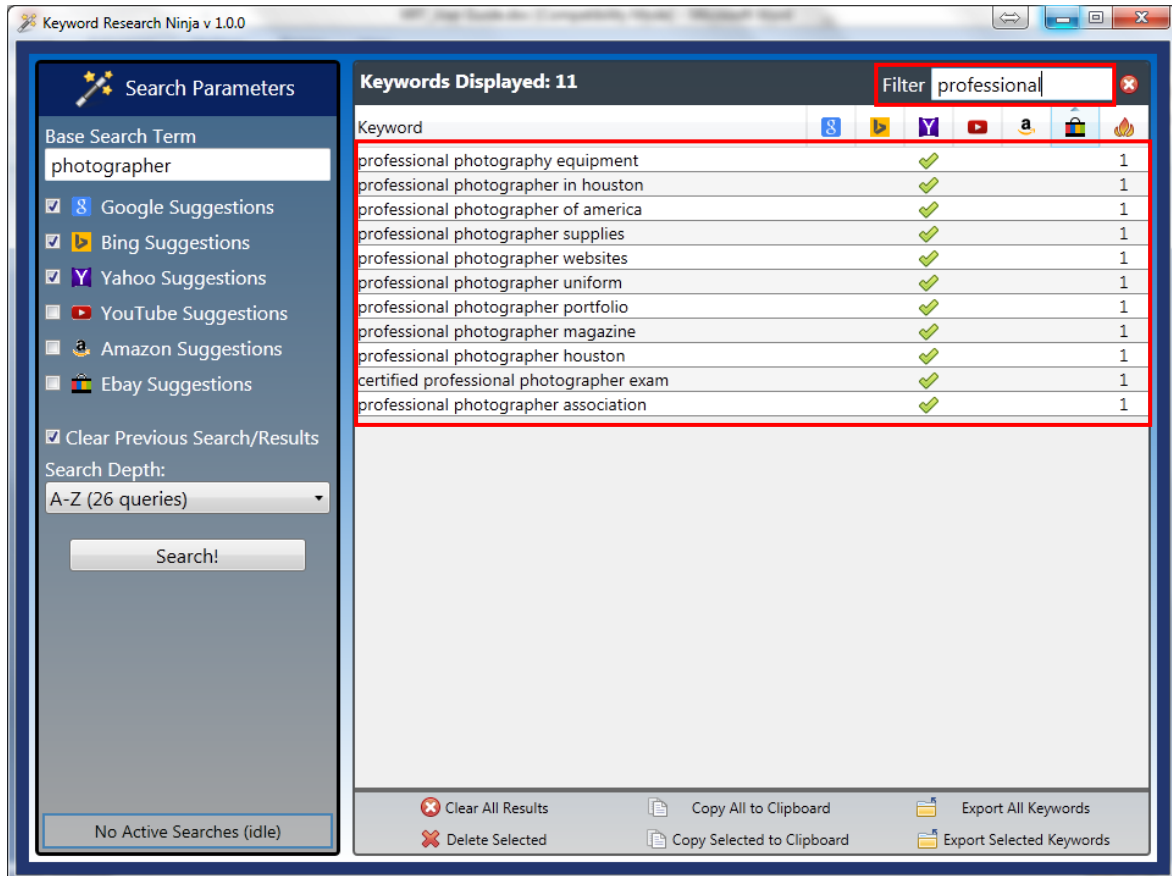 Keyword Research Ninja v 1.0.0
Search Parameters
Base Search Term
photographer
Google Suggestions
Bing Suggestions
Yahoo Suggestions
YouTube Suggestions
Amazon Suggestions
Ebay Suggestions
Clear Previous Search/Results
Search Depth:
A-Z (26 queries)
Search!
No Active Searches (idle)
Keywords Displayed: 11
Filter professional
Keyword
professional photography equipment 1
professional photographer in houston 1
professional photographer of america 1
professional photographer supplies 1
professional photographer websites 1
professional photographer uniform 1
professional photographer portfolio 1
professional photographer magazine 1
professional photographer houston 1
certified professional photographer exam 1
professional photographer association 1
Clear All Results Copy All to Clipboard Export All Keywords
Delete Selected Copy Selected to Clipboard Export Selected Keywords